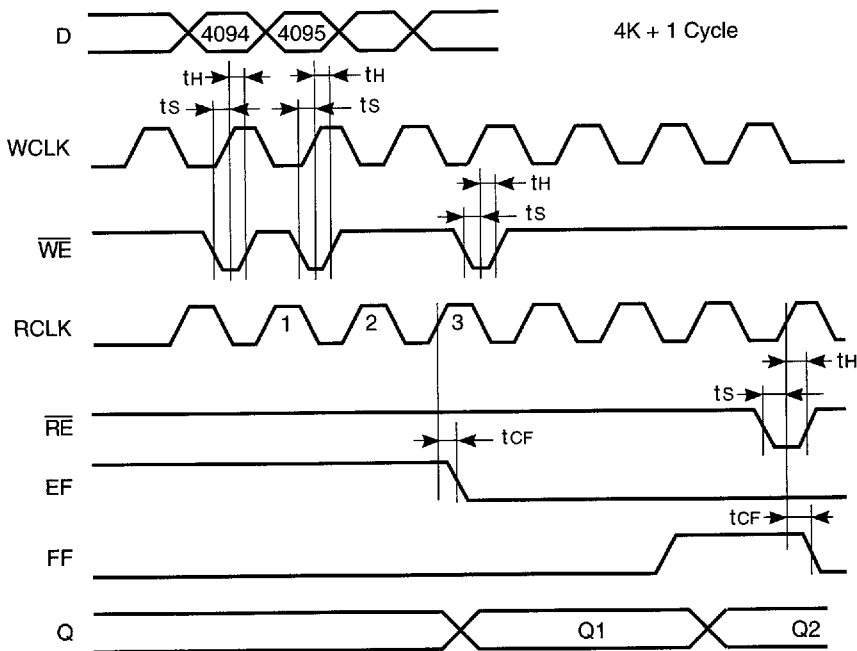 D 4094 4095 4K + 1 Cycle
tH tH
tS tS
WCLK
tH
tS
WE
RCLK 1 2 3
tH
tS
RE
tCF
EF
tCF
FF
Q Q1 Q2